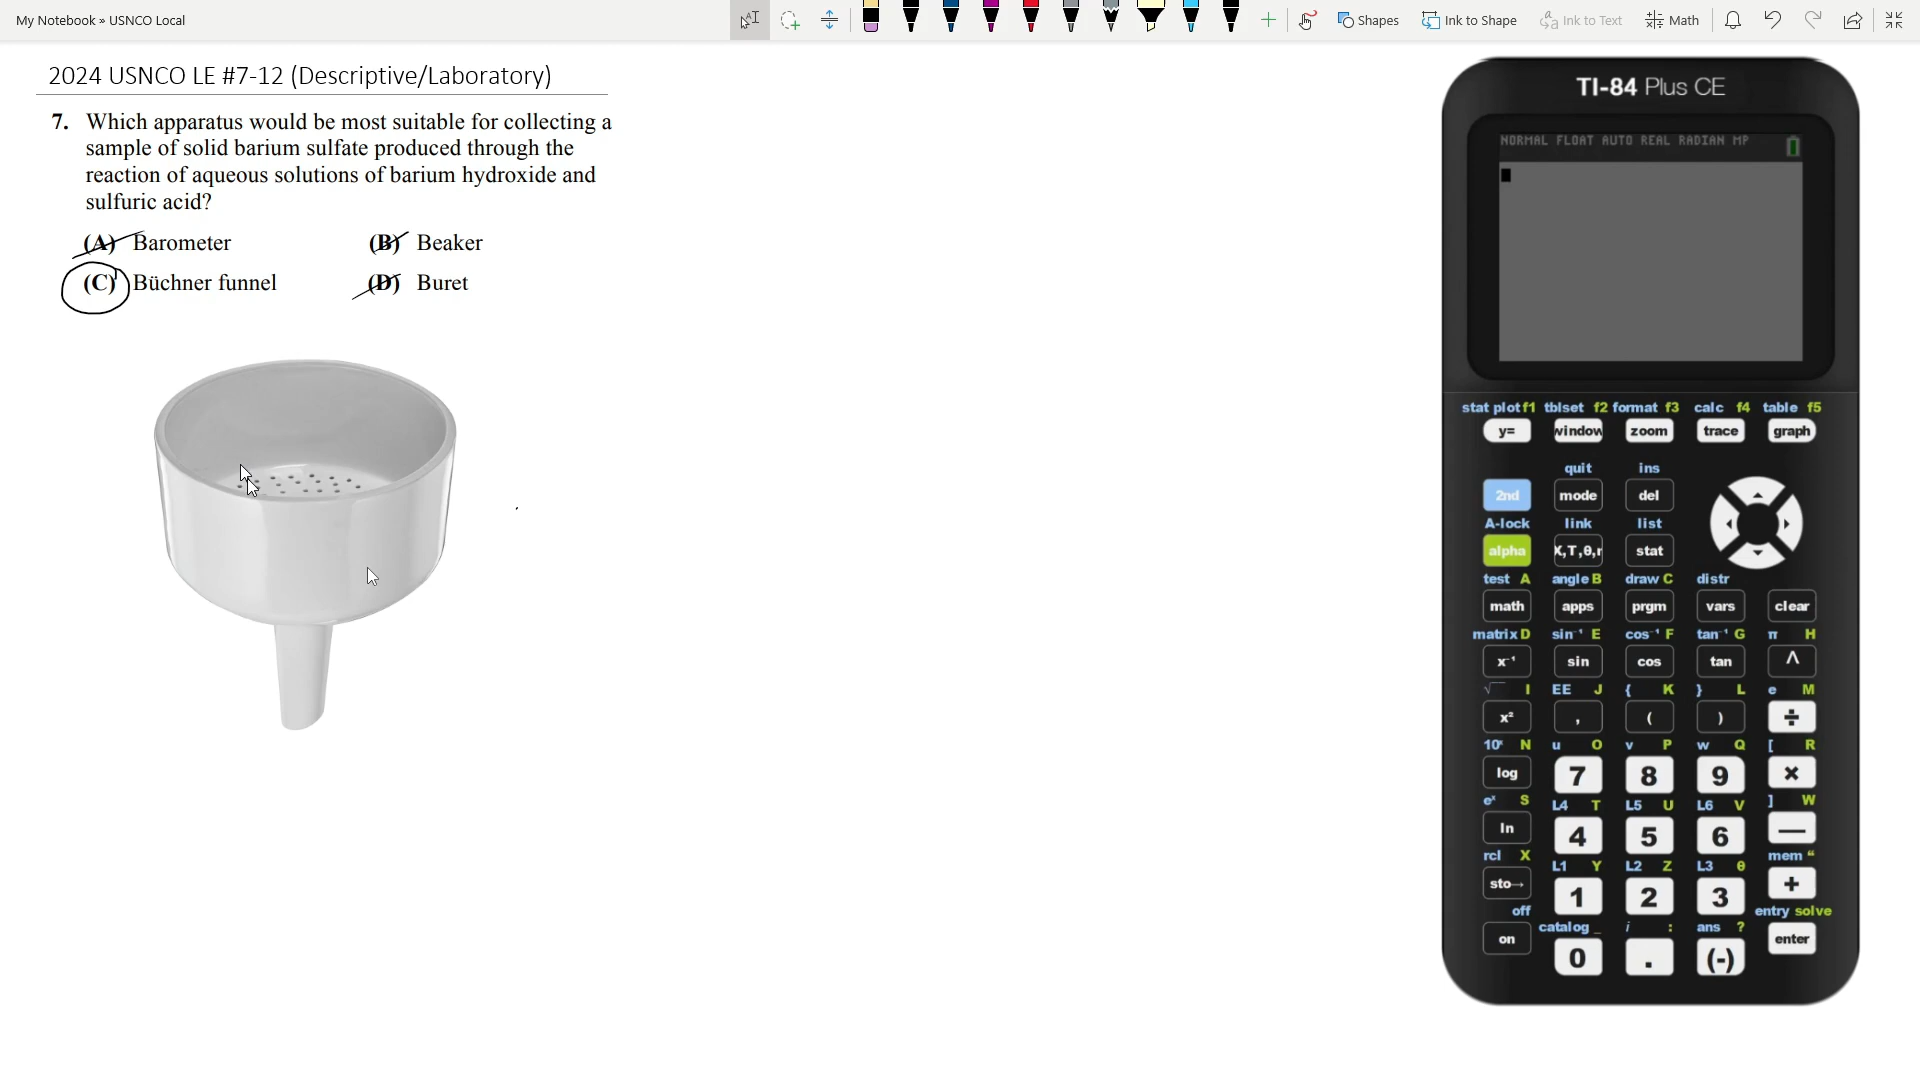 My Notebook » USNCO Local
Shapes
Ink to Shape
Ink to Text
Math
2024 USNCO LE #7-12 (Descriptive/Laboratory)
7. Which apparatus would be most suitable for collecting a
sample of solid barium sulfate produced through the
reaction of aqueous solutions of barium hydroxide and
sulfuric acid?
(A) Barometer (B) Beaker
(C) Büchner funnel (D) Buret
TI-84 Plus CE
NORMAL FLOAT AUTO REAL RADIAN MP
stat plot f1 tblset f2 format f3 calc f4 table f5
y= window zoom trace graph
quit ins
2nd mode del
A-lock link list
alpha X,T,θ,n stat
test A angle B draw C distr
math apps prgm vars clear
matrix D sin⁻¹ E cos⁻¹ F tan⁻¹ G π H
x⁻¹ sin cos tan ^
√ I EE J { K } L e M
x² , ( ) ÷
10ˣ N u O v P w Q [ R
log 7 8 9 ×
eˣ S L4 T L5 U L6 V ] W
ln 4 5 6 —
rcl X L1 Y L2 Z L3 θ mem "
sto→ 1 2 3 +
off catalog _ i : ans ? entry solve
on 0 . (-) enter